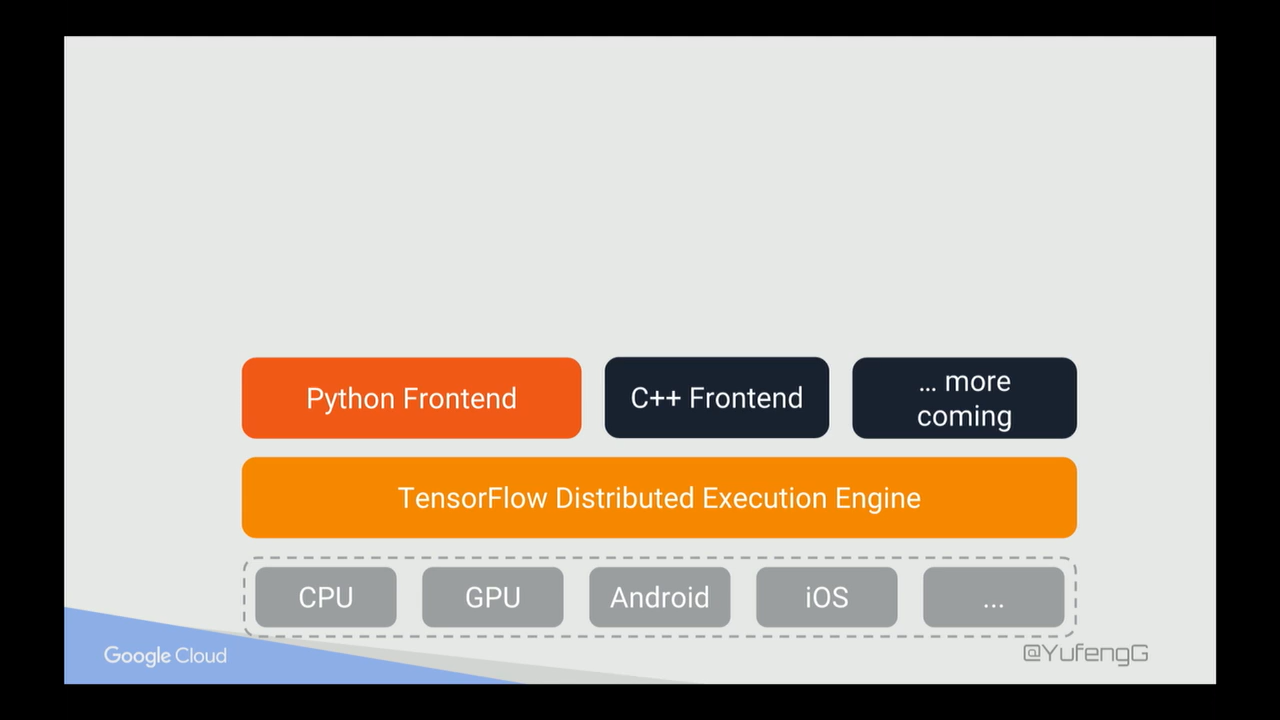 Python Frontend
C++ Frontend
... more
coming
TensorFlow Distributed Execution Engine
CPU
GPU
Android
iOS
...
Google Cloud
@YufengG